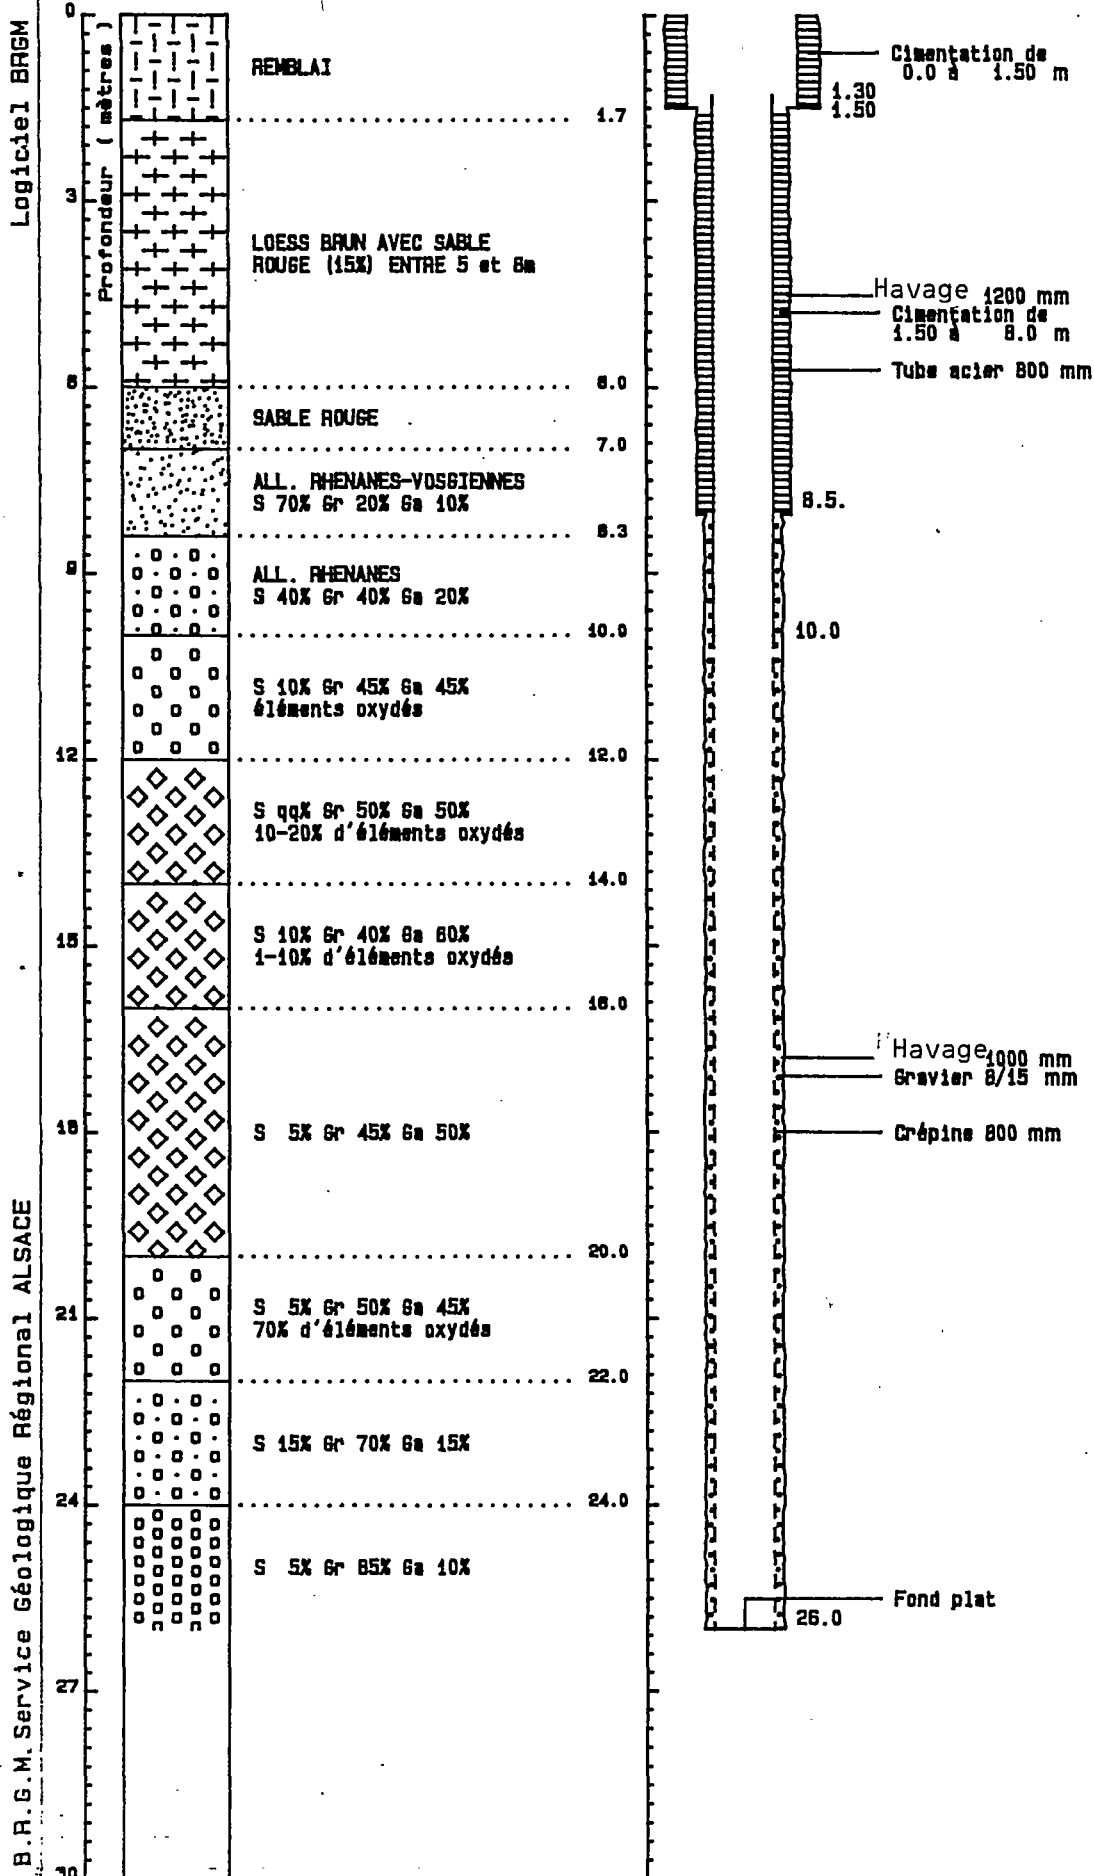 Logiciel BRGM
B.R.G.M. Service Géologique Régional ALSACE
Profondeur ( mètres )
0
3
6
9
12
15
18
21
24
27
30
REMBLAI
1.7
LOESS BRUN AVEC SABLE
ROUGE (15%) ENTRE 5 et 6m
6.0
SABLE ROUGE
7.0
ALL. RHENANES-VOSGIENNES
S 70% Gr 20% Ga 10%
8.3
ALL. RHENANES
S 40% Gr 40% Ga 20%
10.0
S 10% Gr 45% Ga 45%
éléments oxydés
12.0
S qq% Gr 50% Ga 50%
10-20% d'éléments oxydés
14.0
S 10% Gr 40% Ga 60%
1-10% d'éléments oxydés
16.0
S 5% Gr 45% Ga 50%
20.0
S 5% Gr 50% Ga 45%
70% d'éléments oxydés
22.0
S 15% Gr 70% Ga 15%
24.0
S 5% Gr 85% Ga 10%
Cimentation de
0.0 à 1.50 m
1.30
1.50
Havage 1200 mm
Cimentation de
1.50 à 8.0 m
Tube acier 800 mm
8.5.
10.0
Havage 1000 mm
Gravier 8/15 mm
Crépine 800 mm
Fond plat
26.0